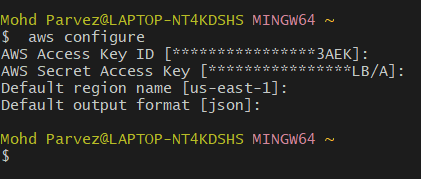 Mohd Parvez@LAPTOP-NT4KDSHS MINGW64 ~
$  aws configure
AWS Access Key ID [****************3AEK]:
AWS Secret Access Key [****************LB/A]:
Default region name [us-east-1]:
Default output format [json]:
Mohd Parvez@LAPTOP-NT4KDSHS MINGW64 ~
$